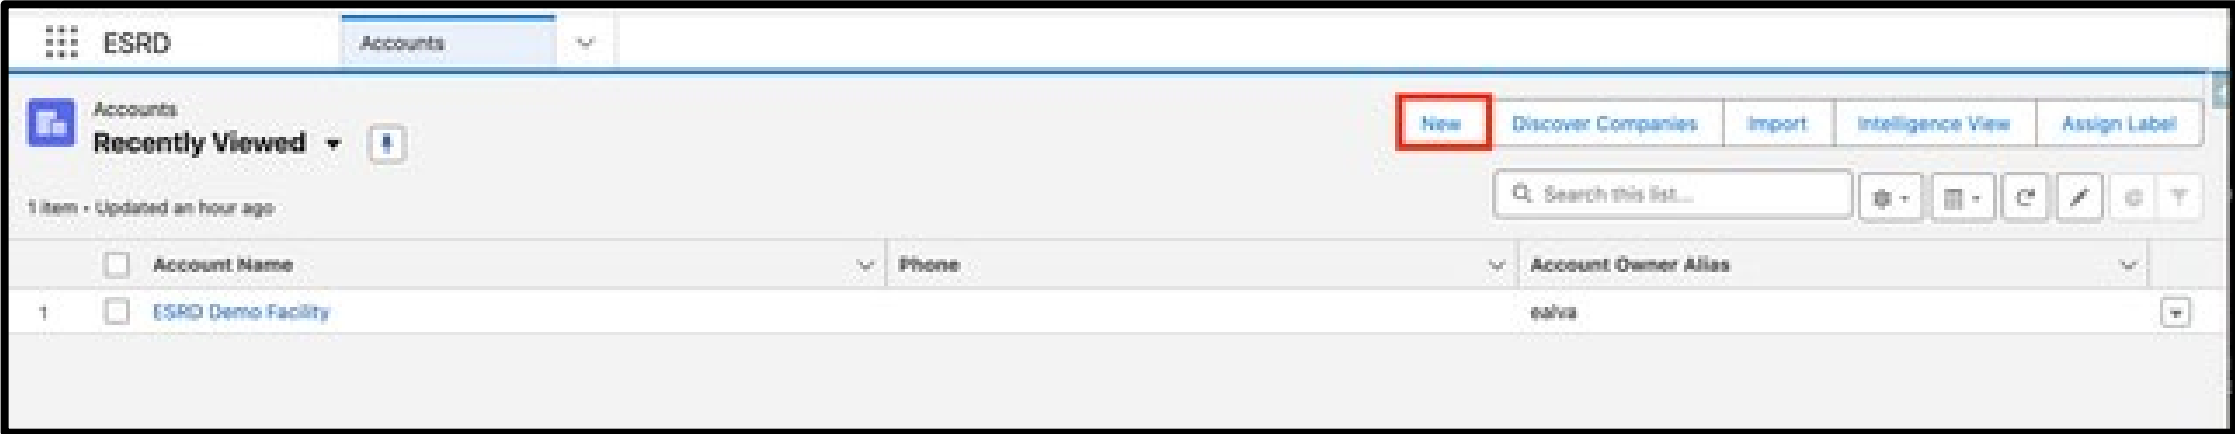 ESRD Accounts
Accounts
Recently Viewed
New Discover Companies Import Intelligence View Assign Label
1 item • Updated an hour ago
Search this list...
Account Name Phone Account Owner Alias
1 ESRD Demo Facility